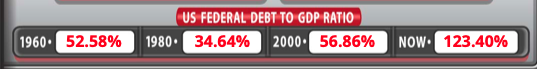 US FEDERAL DEBT TO GDP RATIO
1960• 52.58% 1980• 34.64% 2000• 56.86% NOW• 123.40%